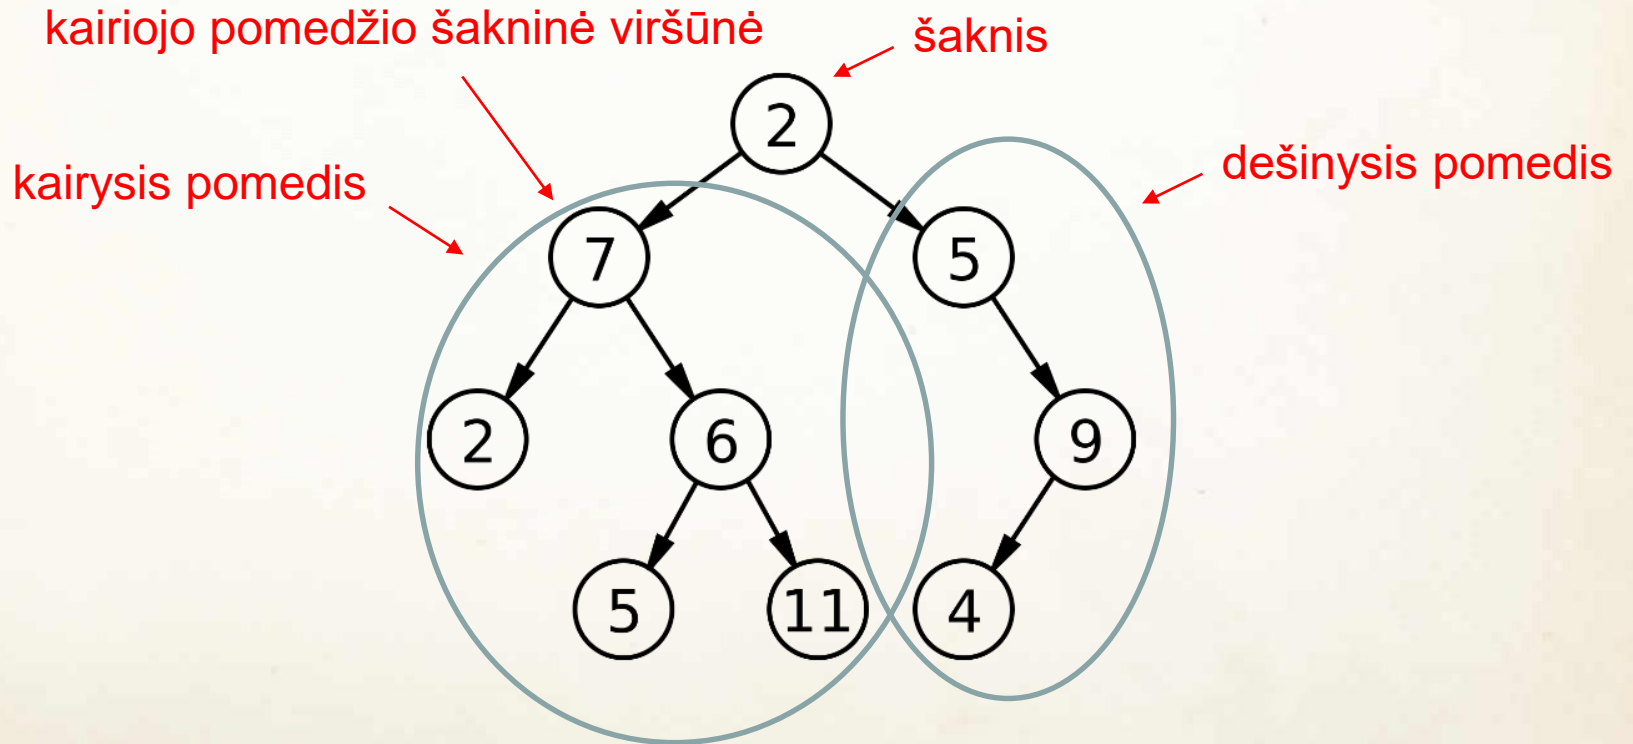 kairiojo pomedžio šakninė viršūnė
šaknis
2
kairysis pomedis
dešinysis pomedis
7
5
2
6
9
5
11
4